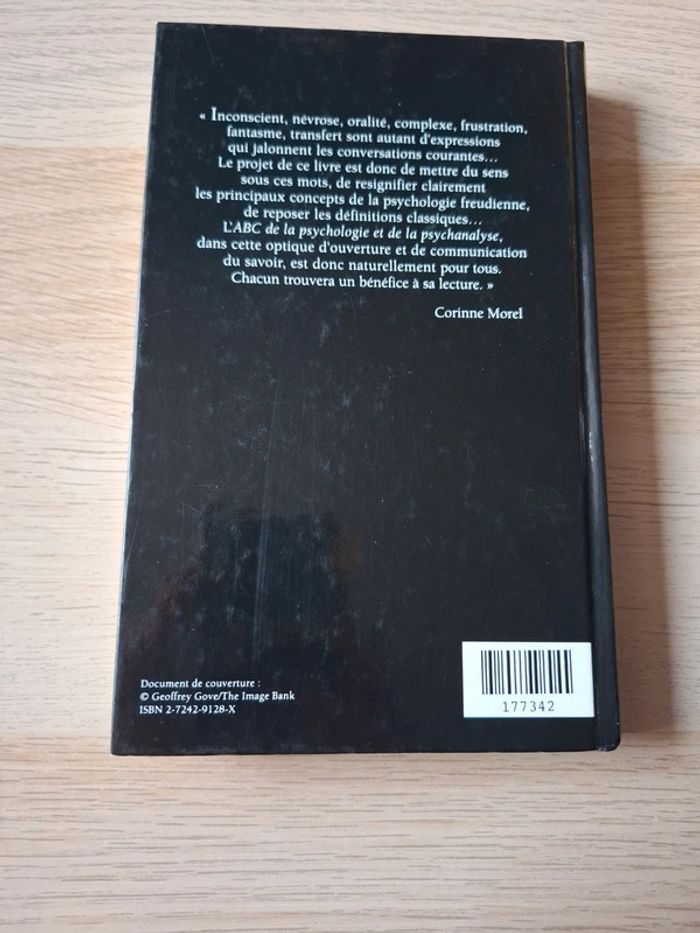 « Inconscient, névrose, oralité, complexe, frustration,
fantasme, transfert sont autant d'expressions
qui jalonnent les conversations courantes…
Le projet de ce livre est donc de mettre du sens
sous ces mots, de resignifier clairement
les principaux concepts de la psychologie freudienne,
de reposer les définitions classiques…
L'ABC de la psychologie et de la psychanalyse,
dans cette optique d'ouverture et de communication
du savoir, est donc naturellement pour tous.
Chacun trouvera un bénéfice à sa lecture. »
Corinne Morel
Document de couverture :
© Geoffrey Gove/The Image Bank
ISBN 2-7242-9128-X
177342